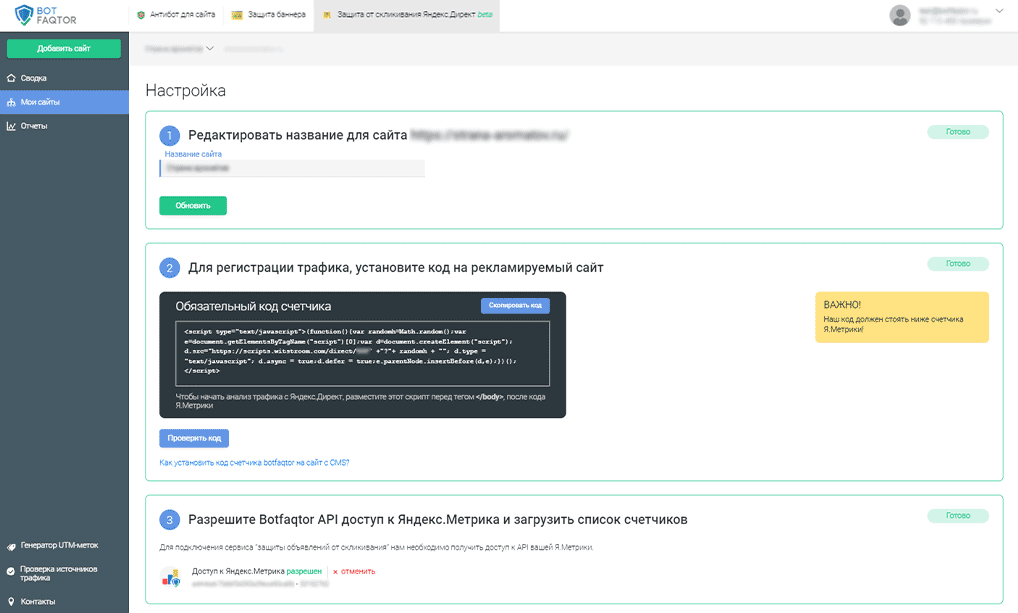 BOT
FAQTOR
Антибот для сайта
Защита баннера
Защита от скликивания Яндекс.Директ beta
Добавить сайт
Сводка
Мои сайты
Отчеты
Генератор UTM-меток
Проверка источников
трафика
Контакты
Настройка
1 Редактировать название для сайта
Готово
Название сайта
Обновить
2 Для регистрации трафика, установите код на рекламируемый сайт
Готово
Обязательный код счетчика
Скопировать код
<script type="text/javascript">(function(){var randomh=Math.random();var
e=document.getElementsByTagName("script")[0];var d=document.createElement("script");
d.src="https://scripts.witstroom.com/direct/ "+"?"+ randomh + ""; d.type =
"text/javascript"; d.async = true;d.defer = true;e.parentNode.insertBefore(d,e);})();
</script>
Чтобы начать анализ трафика с Яндекс.Директ, разместите этот скрипт перед тегом </body>, после кода
Я.Метрики
ВАЖНО!
Наш код должен стоять ниже счетчика
Я.Метрики!
Проверить код
Как установить код счетчика botfaqtor на сайт с CMS?
3 Разрешите Botfaqtor API доступ к Яндекс.Метрика и загрузить список счетчиков
Готово
Для подключения сервиса "защиты объявлений от скликивания" нам необходимо получить доступ к API вашей Я.Метрики.
Доступ к Яндекс.Метрика разрешен × отменить